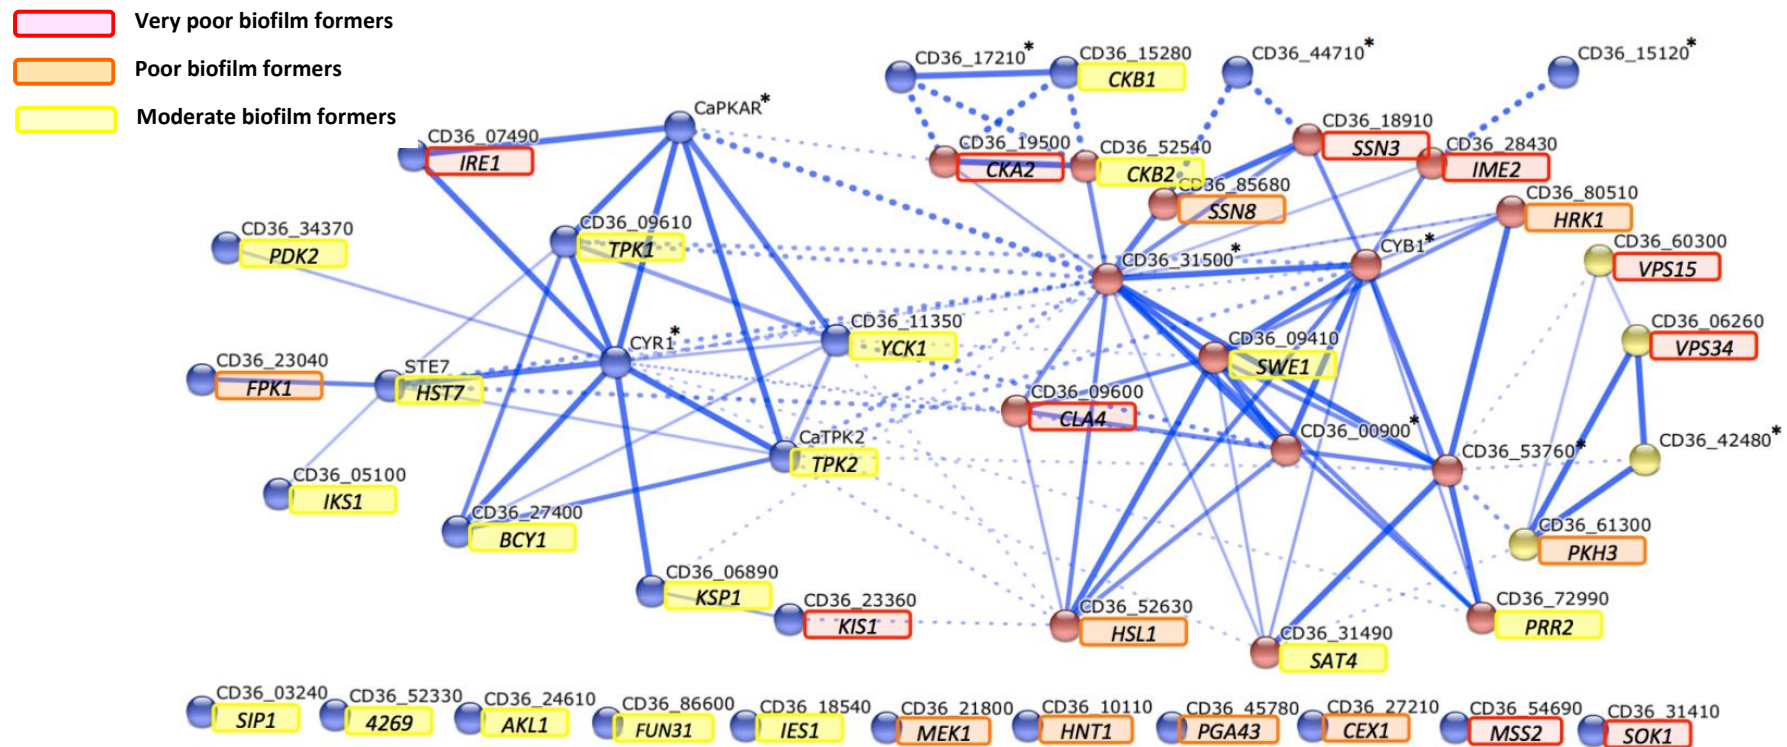 Very poor biofilm formers
Poor biofilm formers
Moderate biofilm formers
CD36_17210*
CD36_15280
CKB1
CD36_44710*
CD36_15120*
CaPKAR*
CD36_07490
IRE1
CD36_19500
CKA2
CD36_52540
CKB2
CD36_18910
SSN3
CD36_28430
IME2
CD36_85680
SSN8
CD36_80510
HRK1
CD36_34370
PDK2
CD36_09610
TPK1
CD36_31500*
CYB1*
CD36_60300
VPS15
CD36_11350
YCK1
CYR1*
CD36_09410
SWE1
CD36_06260
VPS34
CD36_23040
FPK1
STE7
HST7
CD36_09600
CLA4
CD36_00900*
CD36_42480*
CaTPK2
TPK2
CD36_53760*
CD36_05100
IKS1
CD36_27400
BCY1
CD36_61300
PKH3
CD36_06890
KSP1
CD36_23360
KIS1
CD36_52630
HSL1
CD36_72990
PRR2
CD36_31490
SAT4
CD36_03240
SIP1
CD36_52330
4269
CD36_24610
AKL1
CD36_86600
FUN31
CD36_18540
IES1
CD36_21800
MEK1
CD36_10110
HNT1
CD36_45780
PGA43
CD36_27210
CEX1
CD36_54690
MSS2
CD36_31410
SOK1